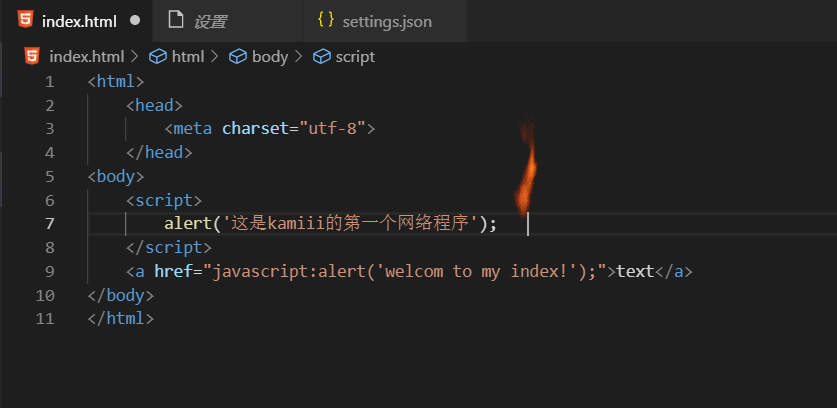 index.html 设置 settings.json
index.html > html > body > script
1 <html>
2 <head>
3 <meta charset="utf-8">
4 </head>
5 <body>
6 <script>
7 alert('这是kamiii的第一个网络程序');
8 </script>
9 <a href="javascript:alert('welcom to my index!');">text</a>
10 </body>
11 </html>